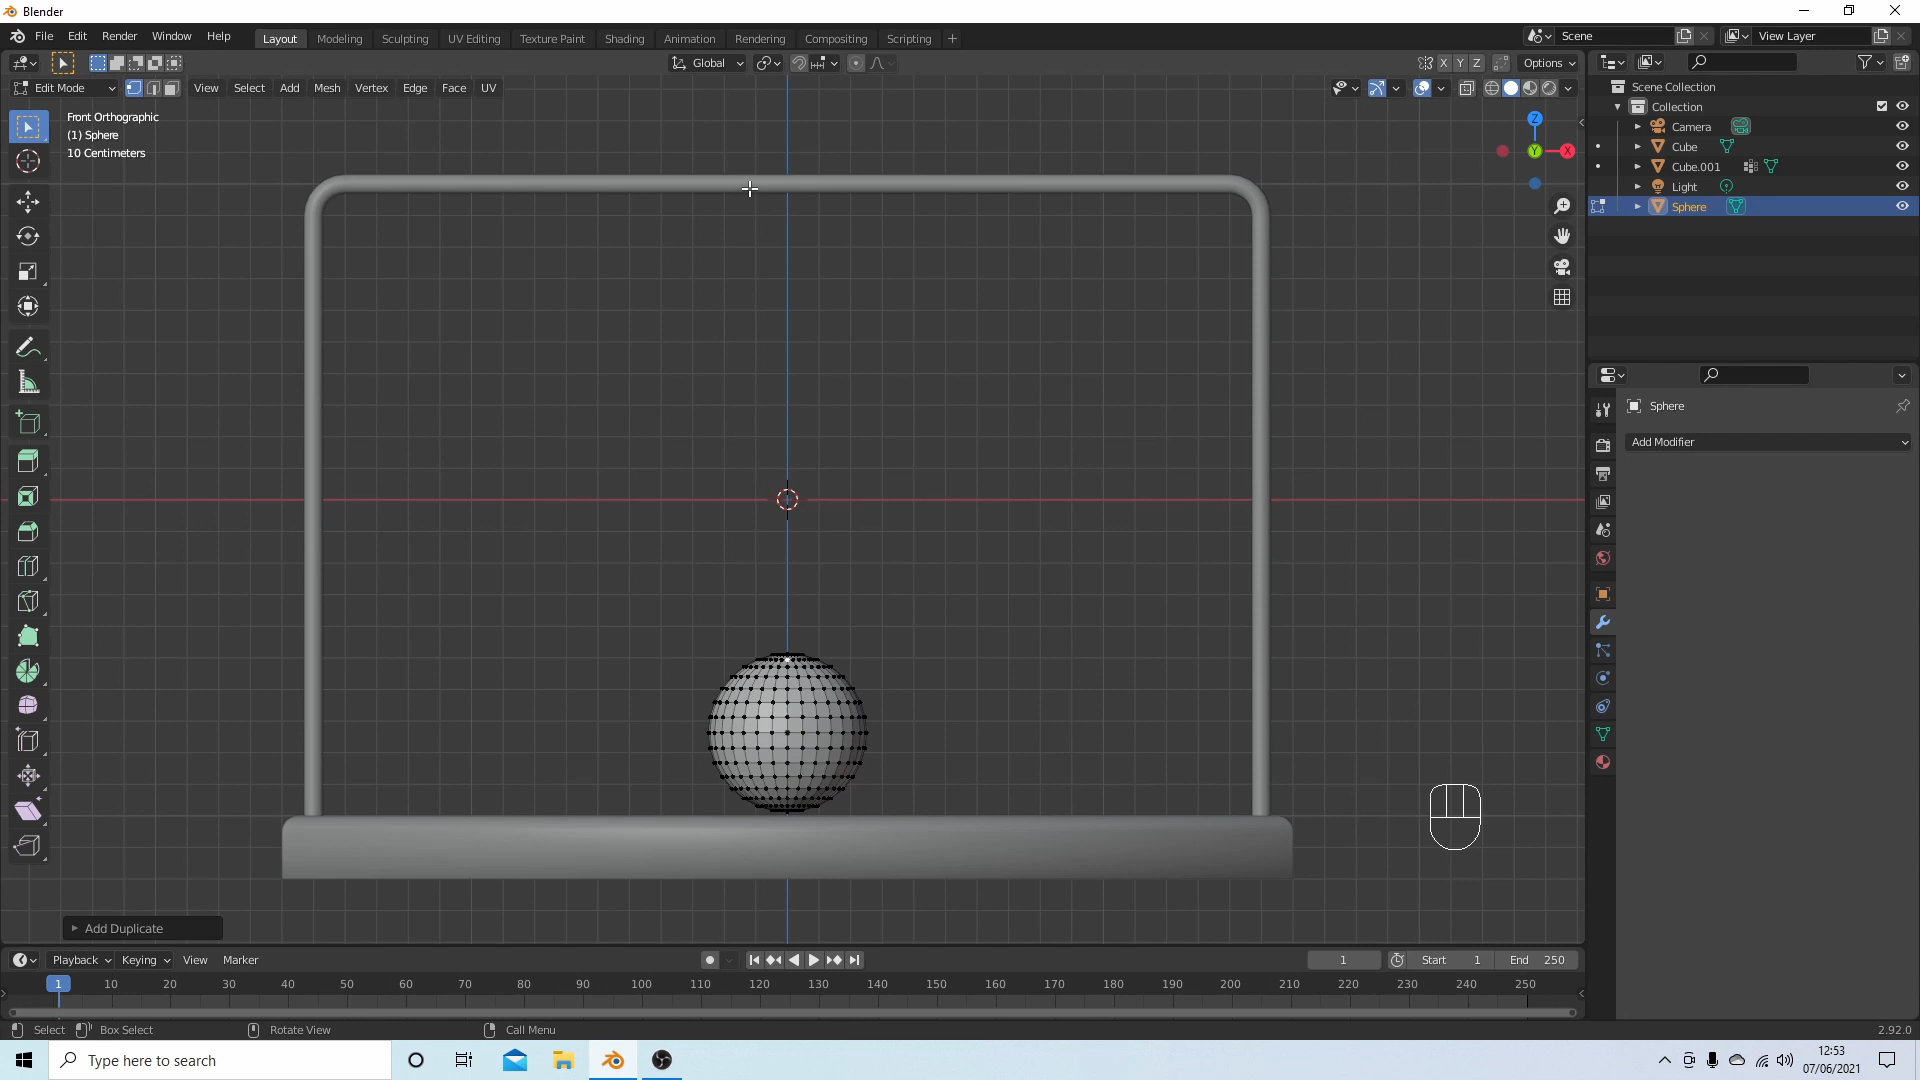 Blender
File Edit Render Window Help
Layout Modeling Sculpting UV Editing Texture Paint Shading Animation Rendering Compositing Scripting
Scene
View Layer
Global
X Y Z
Options
Edit Mode
View Select Add Mesh Vertex Edge Face UV
Front Orthographic
(1) Sphere
10 Centimeters
Z
Y
X
Scene Collection
Collection
Camera
Cube
Cube.001
Light
Sphere
Sphere
Add Modifier
Add Duplicate
Playback Keying View Marker
1
Start 1
End 250
1 10 20 30 40 50 60 70 80 90 100 110 120 130 140 150 160 170 180 190 200 210 220 230 240 250
Select
Box Select
Rotate View
Call Menu
2.92.0
Type here to search
12:53
07/06/2021